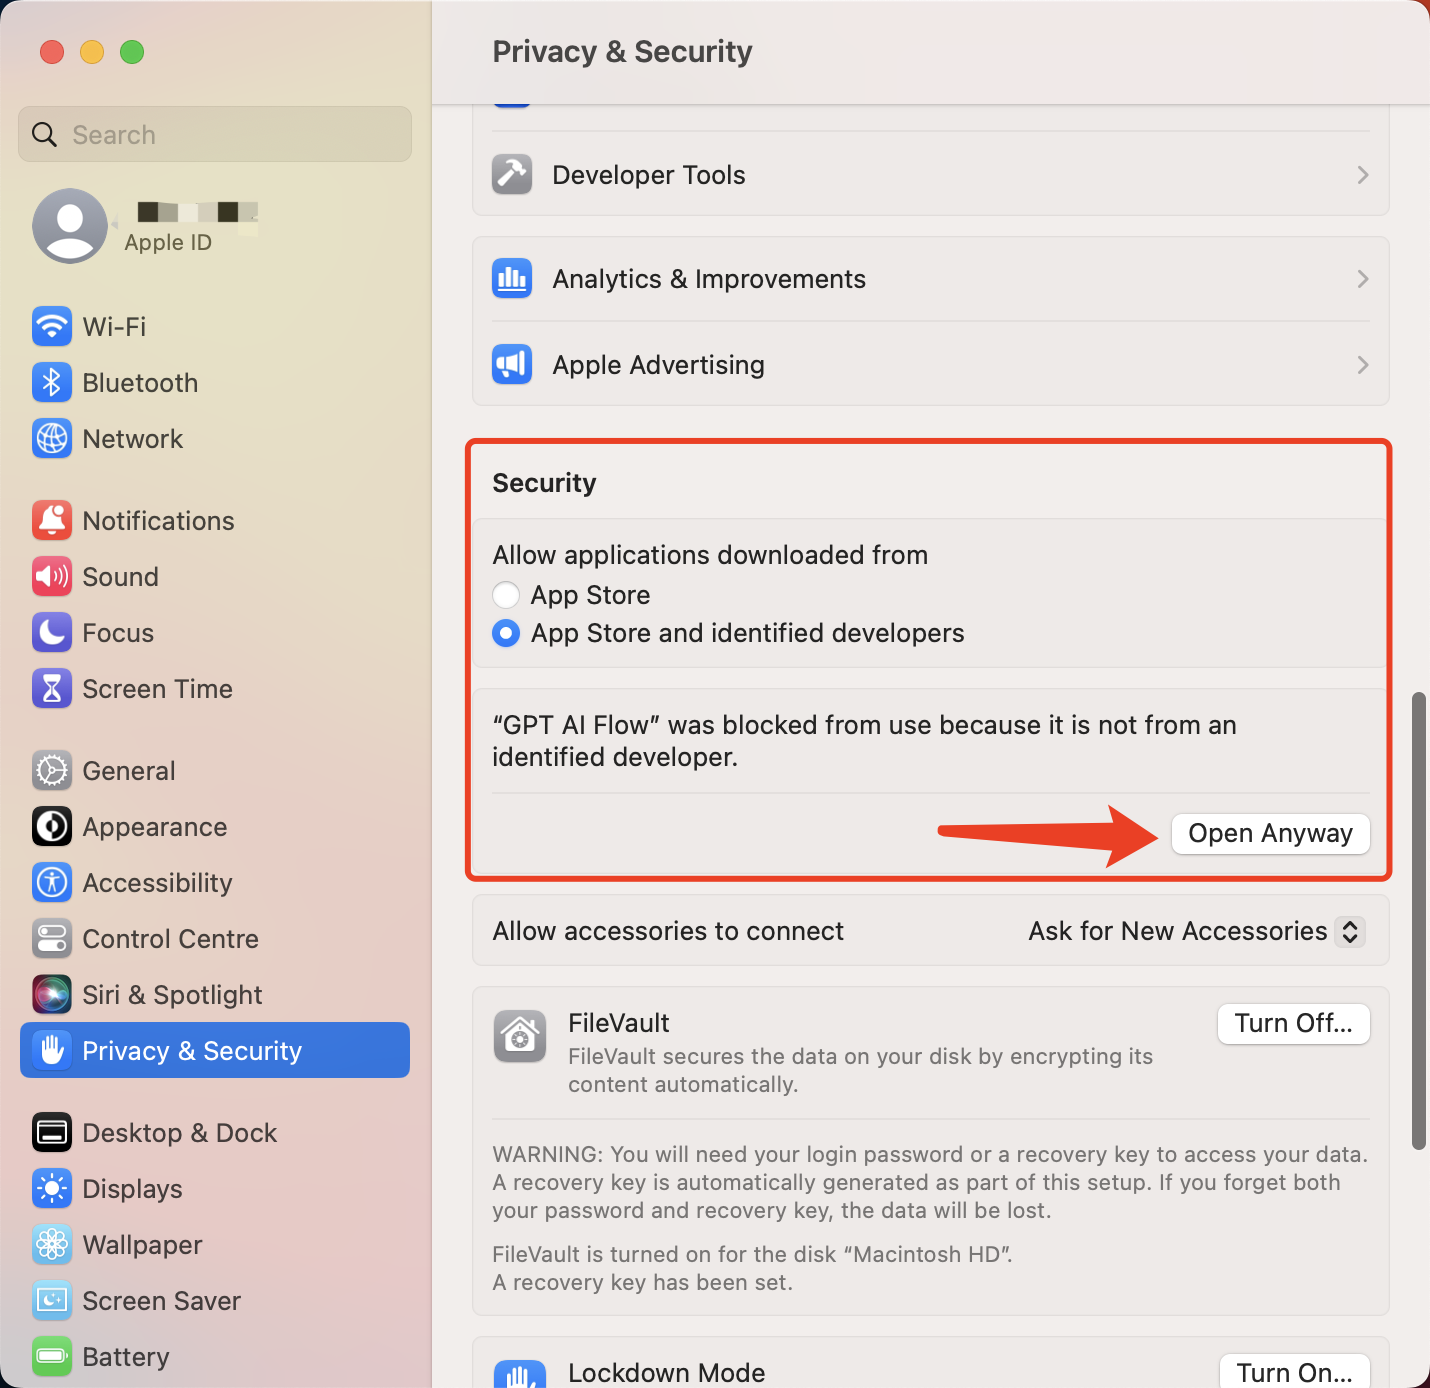 Privacy & Security
Search
Apple ID
Wi-Fi
Bluetooth
Network
Notifications
Sound
Focus
Screen Time
General
Appearance
Accessibility
Control Centre
Siri & Spotlight
Privacy & Security
Desktop & Dock
Displays
Wallpaper
Screen Saver
Battery
Developer Tools
Analytics & Improvements
Apple Advertising
Security
Allow applications downloaded from
App Store
App Store and identified developers
“GPT AI Flow” was blocked from use because it is not from an
identified developer.
Open Anyway
Allow accessories to connect
Ask for New Accessories
FileVault
Turn Off...
FileVault secures the data on your disk by encrypting its
content automatically.
WARNING: You will need your login password or a recovery key to access your data.
A recovery key is automatically generated as part of this setup. If you forget both
your password and recovery key, the data will be lost.
FileVault is turned on for the disk “Macintosh HD”.
A recovery key has been set.
Lockdown Mode
Turn On...